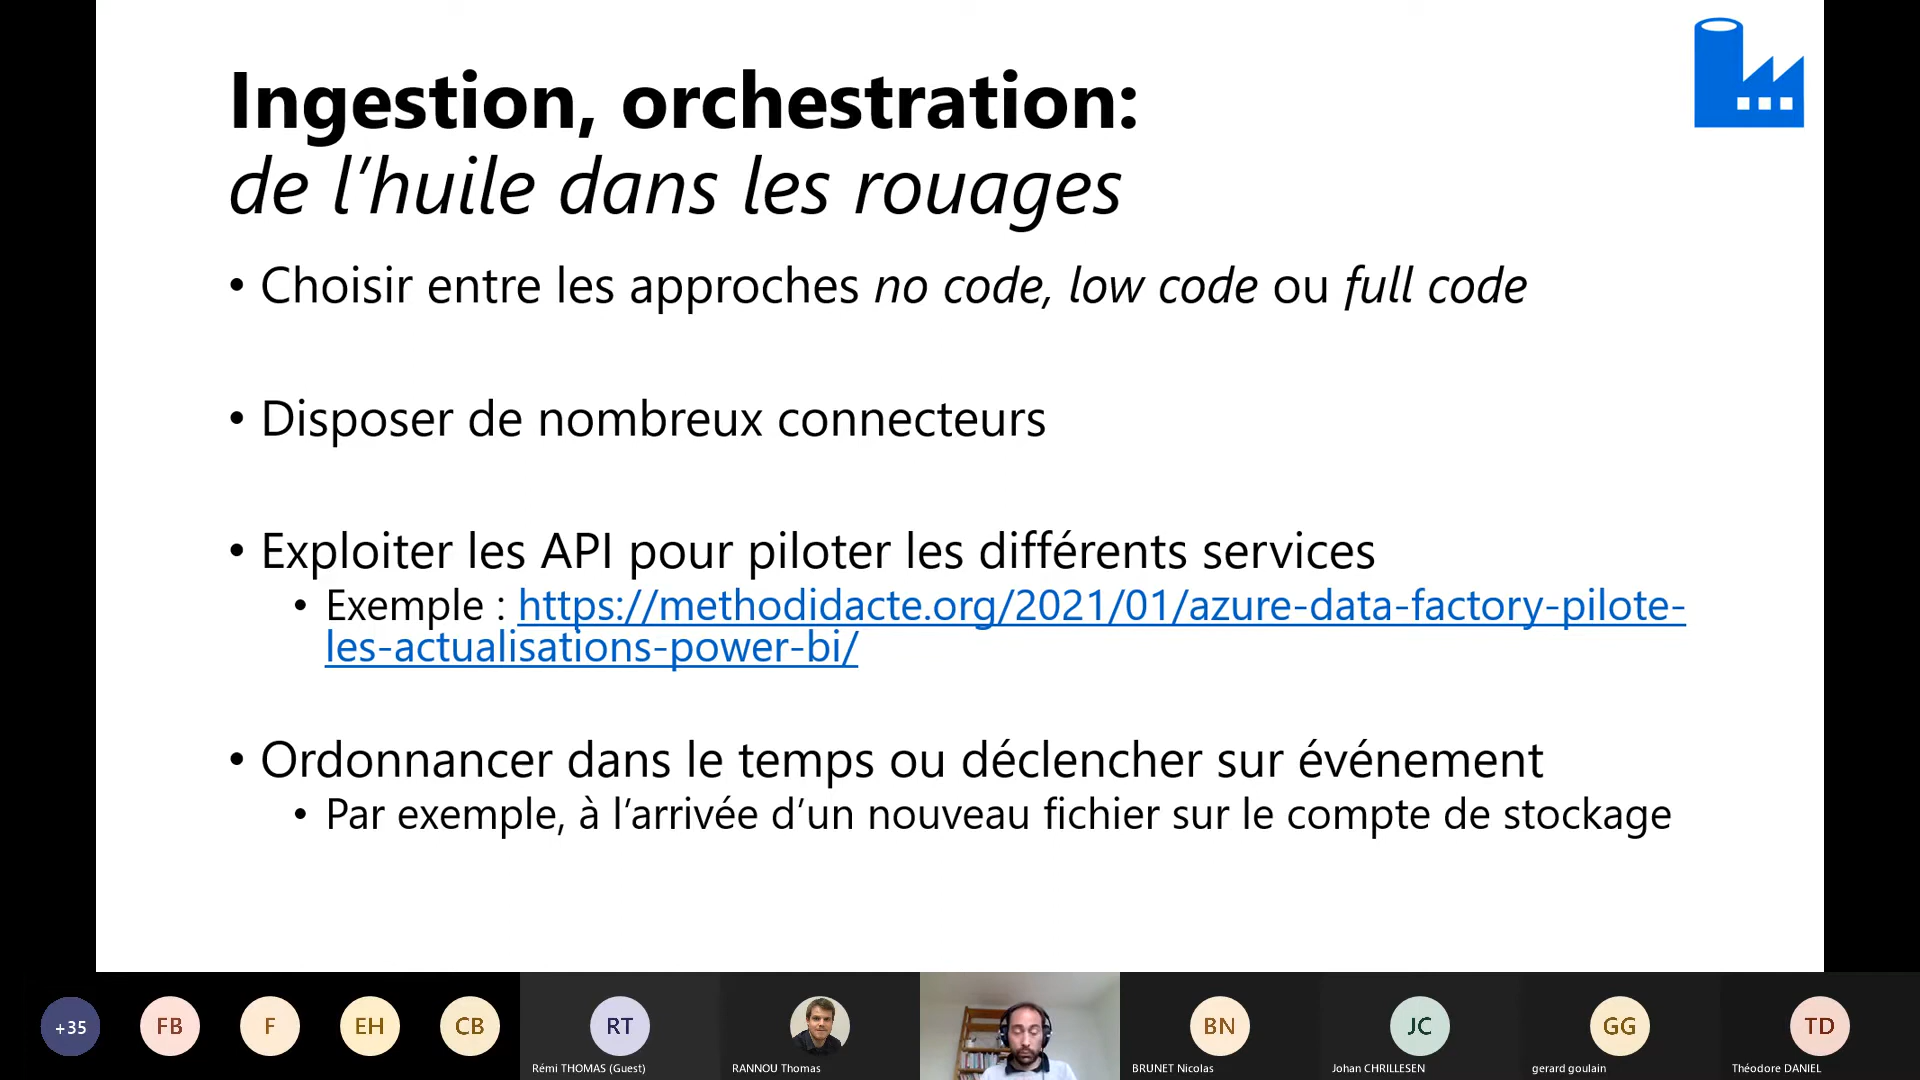 Ingestion, orchestration:
de l’huile dans les rouages
• Choisir entre les approches no code, low code ou full code
• Disposer de nombreux connecteurs
• Exploiter les API pour piloter les différents services
• Exemple : https://methodidacte.org/2021/01/azure-data-factory-pilote-
les-actualisations-power-bi/
• Ordonnancer dans le temps ou déclencher sur événement
• Par exemple, à l’arrivée d’un nouveau fichier sur le compte de stockage
+35
FB
F
EH
CB
RT
BN
JC
GG
TD
Rémi THOMAS (Guest)
RANNOU Thomas
BRUNET Nicolas
Johan CHRILLESEN
gerard goulain
Théodore DANIEL